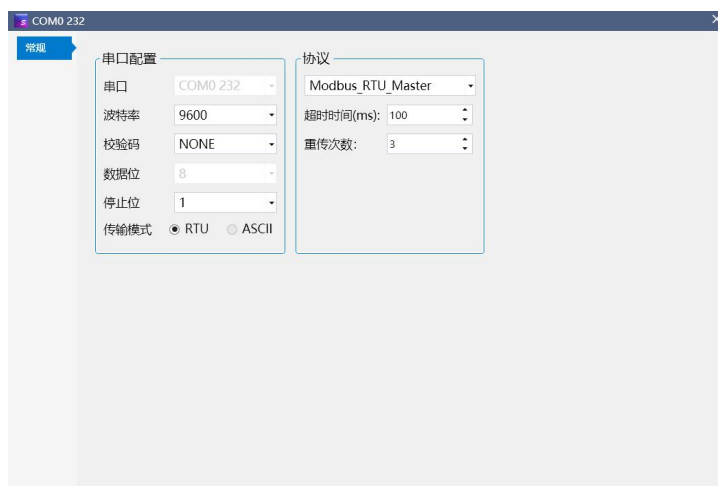 COM0 232
常规
串口配置
串口 COM0 232
波特率 9600
校验码 NONE
数据位 8
停止位 1
传输模式 RTU ASCII
协议
Modbus_RTU_Master
超时时间(ms): 100
重传次数: 3